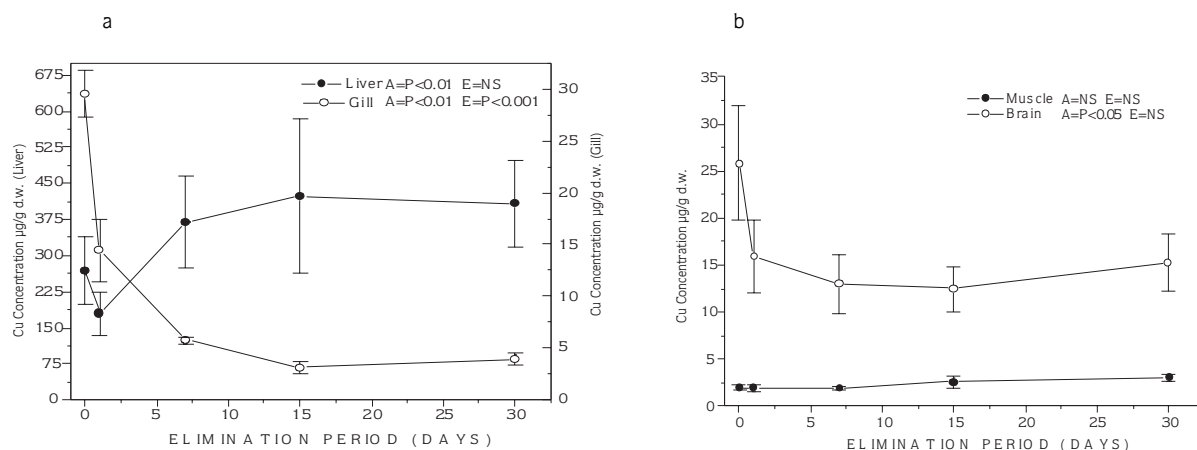 a
675
600
525
450
375
300
225
150
75
0
Cu Concentration µg/g d.w. (Liver)
Liver A=P<0.01 E=NS
Gill A=P<0.01 E=P<0.001
30
25
20
15
10
5
0
Cu Concentration µg/g d.w. (Gill)
0 5 10 15 20 25 30
ELIMINATION PERIOD (DAYS)
b
35
30
25
20
15
10
5
0
Cu Concentration µg/g d.w.
Muscle A=NS E=NS
Brain A=P<0.05 E=NS
0 5 10 15 20 25 30
ELIMINATION PERIOD (DAYS)